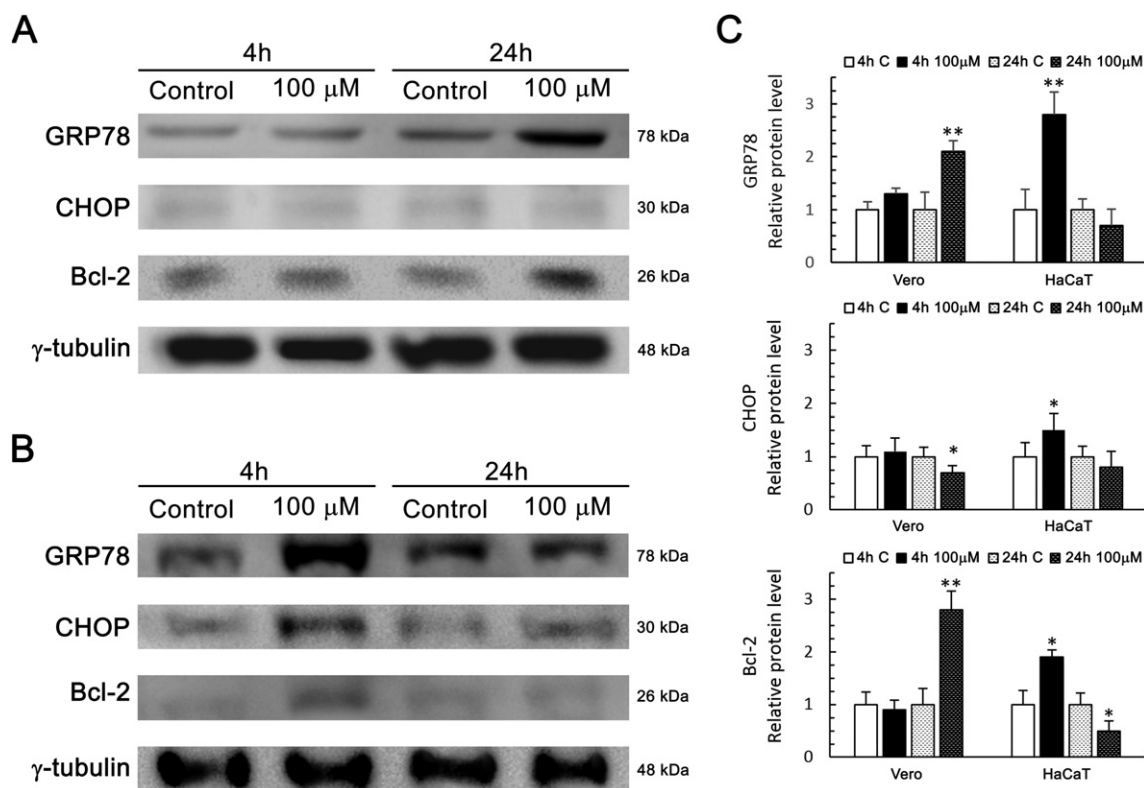 A
4h 24h
Control 100 µM Control 100 µM
GRP78 78 kDa
CHOP 30 kDa
Bcl-2 26 kDa
γ-tubulin 48 kDa
B
4h 24h
Control 100 µM Control 100 µM
GRP78 78 kDa
CHOP 30 kDa
Bcl-2 26 kDa
γ-tubulin 48 kDa
C
4h C 4h 100µM 24h C 24h 100µM
GRP78
Relative protein level
3
2
1
0
** **
Vero HaCaT
4h C 4h 100µM 24h C 24h 100µM
CHOP
Relative protein level
3
2
1
0
* *
Vero HaCaT
4h C 4h 100µM 24h C 24h 100µM
Bcl-2
Relative protein level
3
2
1
0
** * *
Vero HaCaT